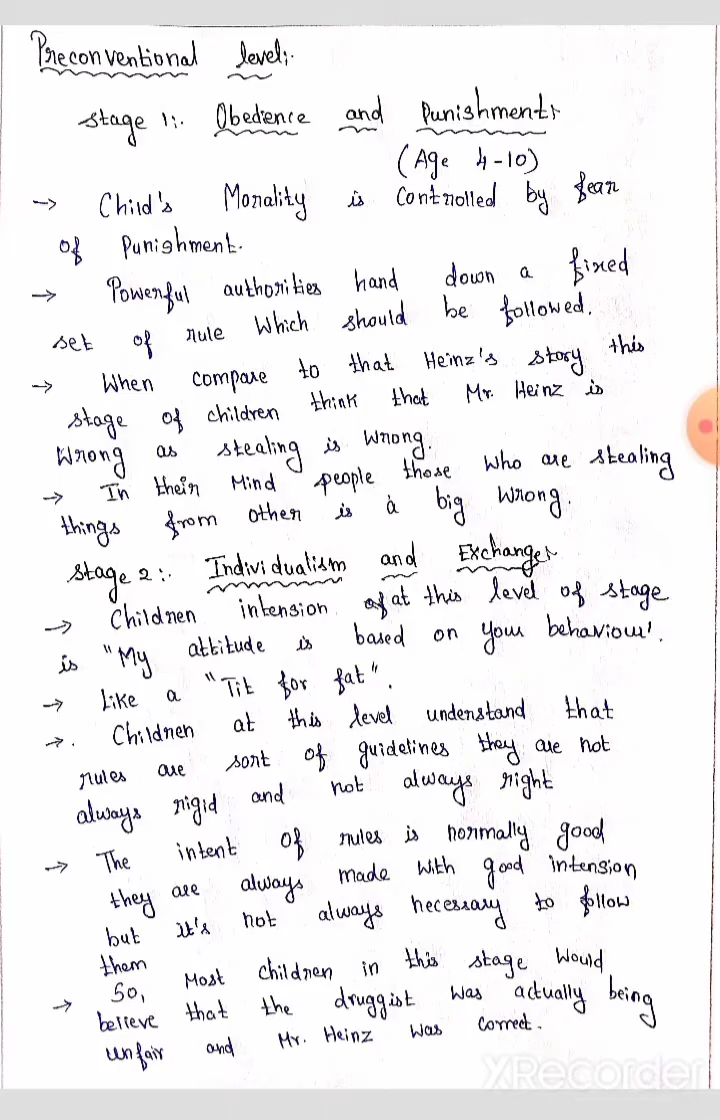 Preconventional level:-
Stage 1:- Obedience and Punishment:-
(Age 4-10)
→ Child's Morality is controlled by fear
of Punishment.
→ Powerful authorities hand down a fixed
set of rule which should be followed.
→ When compare to that Heinz's story this
stage of children think that Mr. Heinz is
Wrong as stealing is wrong.
→ In their Mind people those who are stealing
things from other is a big wrong.
Stage 2:- Individualism and Exchange:-
→ Children intension at this level of stage
is "My attitude is based on your behaviour'.
→ Like a "Tit for fat".
→. Children at this level understand that
rules are sort of guidelines they are not
always rigid and not always right
→ The intent of rules is normally good
they are always made with good intension
but it's not always necessary to follow
them
→ So, Most children in this stage would
believe that the druggist was actually being
unfair and Mr. Heinz was correct.
XRecorder